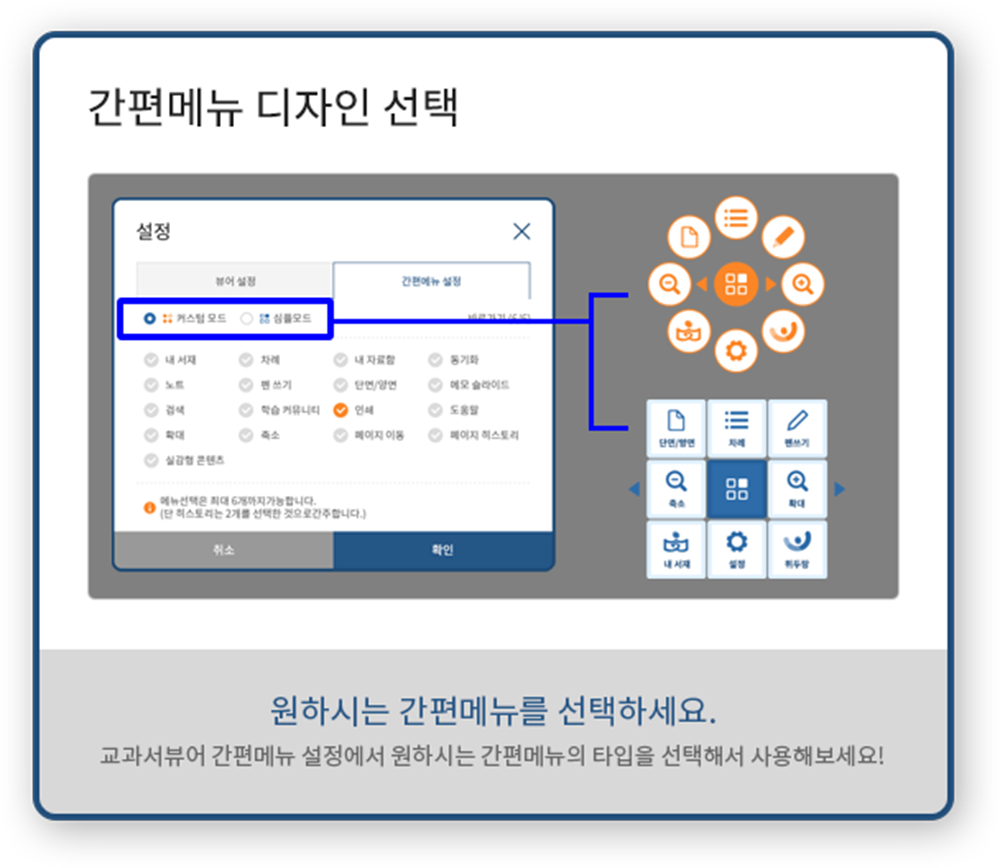 간편메뉴 디자인 선택
설정
뷰어 설정 간편메뉴 설정
커스텀 모드 심플모드 바로가기 (6/6)
내 서재 차례 내 자료함 동기화
노트 펜 쓰기 단면/양면 메모 슬라이드
검색 학습 커뮤니티 인쇄 도움말
확대 축소 페이지 이동 페이지 히스토리
실감형 콘텐츠
메뉴선택은 최대 6개까지가능합니다.
(단 히스토리는 2개를 선택한 것으로간주합니다.)
취소 확인
단면/양면 차례 펜쓰기
축소 확대
내 서재 설정 위두랑
원하시는 간편메뉴를 선택하세요.
교과서뷰어 간편메뉴 설정에서 원하시는 간편메뉴의 타입을 선택해서 사용해보세요!